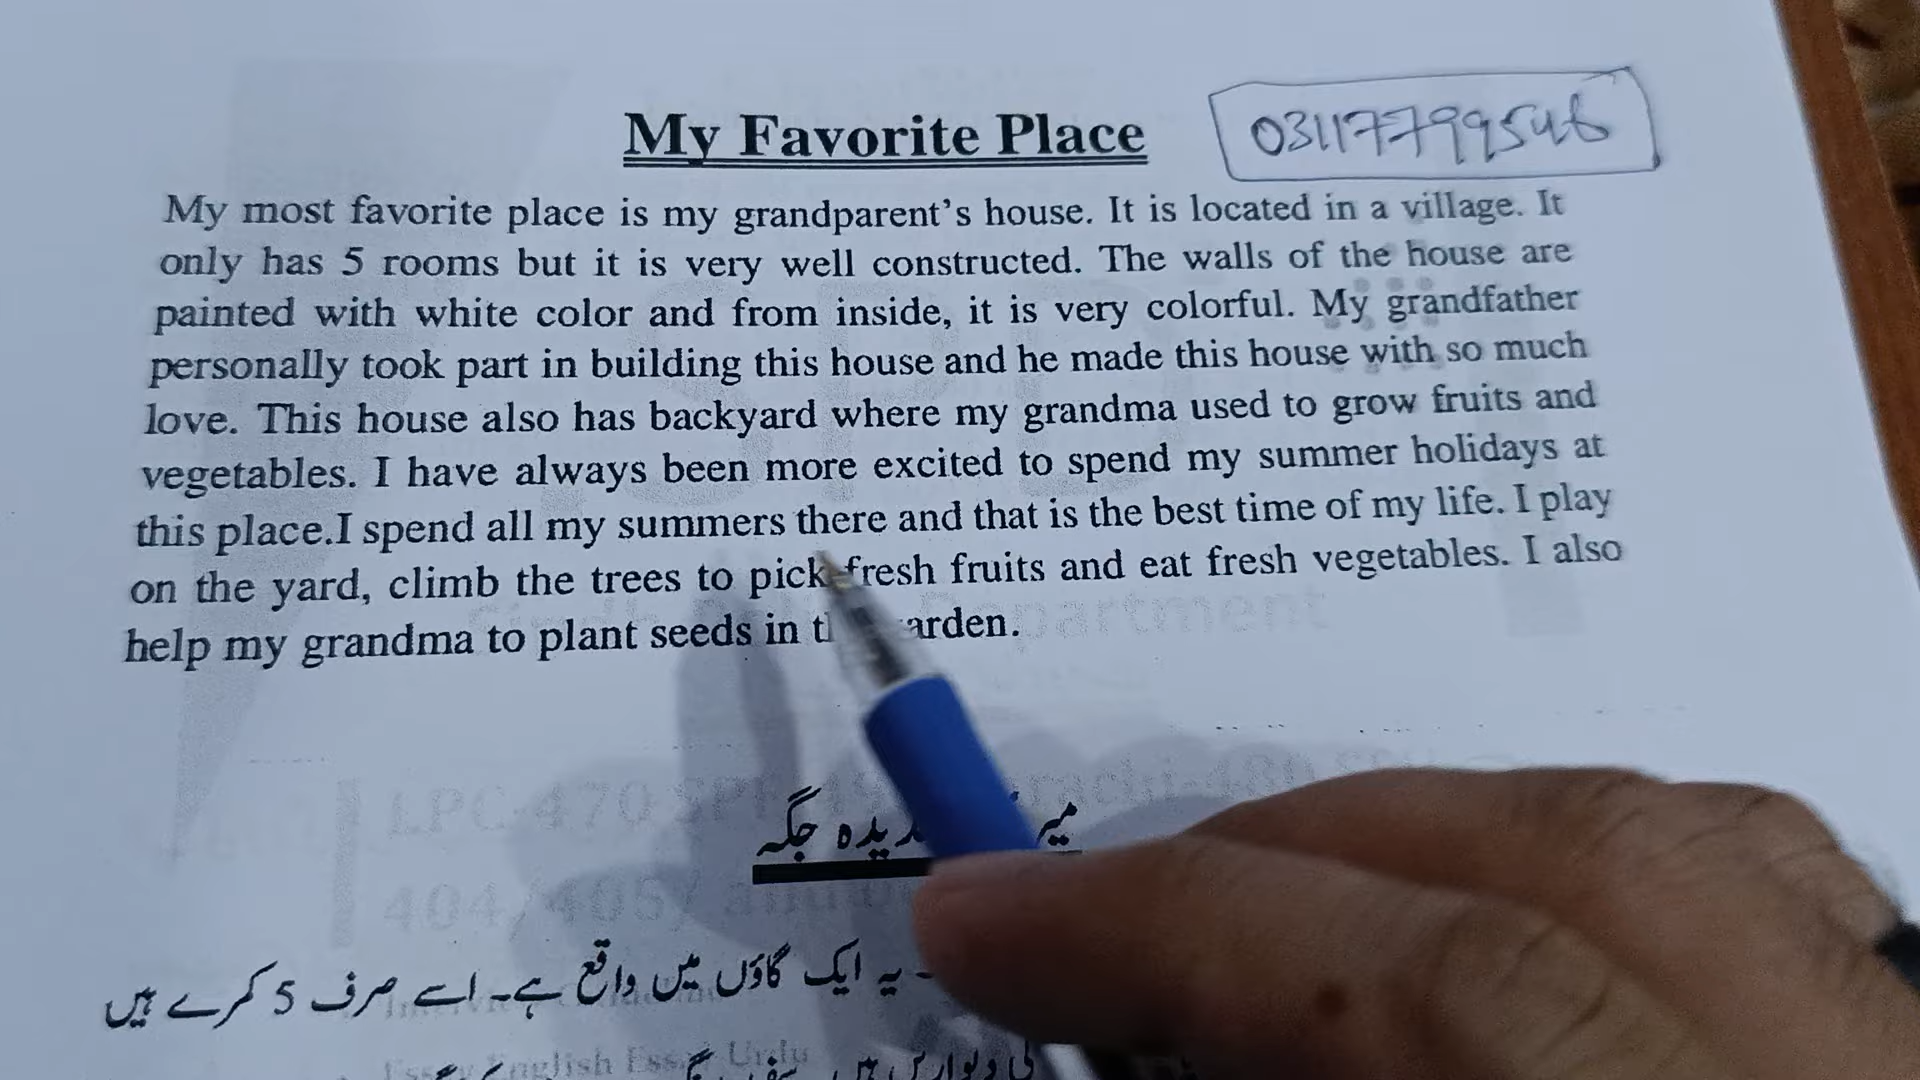 My Favorite Place
03117799546
My most favorite place is my grandparent's house. It is located in a village. It
only has 5 rooms but it is very well constructed. The walls of the house are
painted with white color and from inside, it is very colorful. My grandfather
personally took part in building this house and he made this house with so much
love. This house also has backyard where my grandma used to grow fruits and
vegetables. I have always been more excited to spend my summer holidays at
this place.I spend all my summers there and that is the best time of my life. I play
on the yard, climb the trees to pick fresh fruits and eat fresh vegetables. I also
help my grandma to plant seeds in arden.
جگہ
یہ ایک گاؤں میں واقع ہے۔ اسے صرف 5 کمرے ہیں
کی دیواریں ہیں